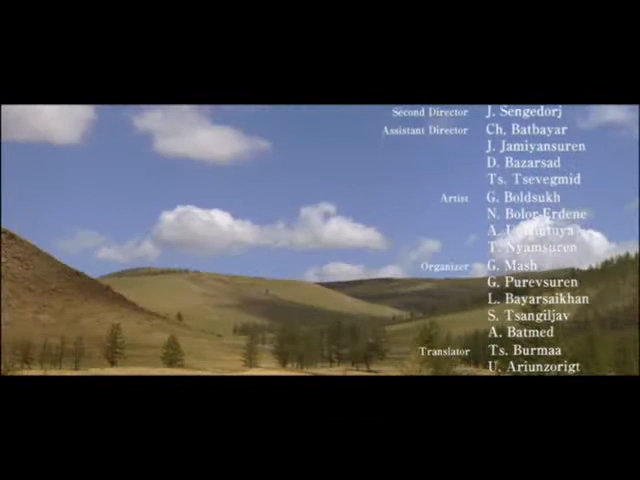 Second Director J. Sengedorj
Assistant Director Ch. Batbayar
J. Jamiyansuren
D. Bazarsad
Ts. Tsevegmid
Artist G. Boldsukh
N. Bolor-Erdene
A.
T. Nyamsuren
Organizer G. Mash
G. Purevsuren
L. Bayarsaikhan
S. Tsangiljav
A. Batmed
Translator Ts. Burmaa
U. Ariunzorigt